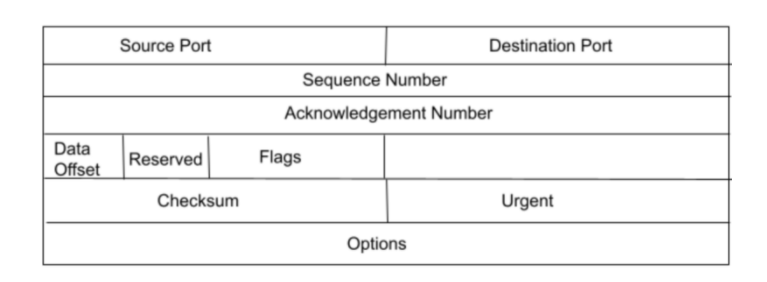 Source Port
Destination Port
Sequence Number
Acknowledgement Number
Data
Offset
Reserved
Flags
Checksum
Urgent
Options